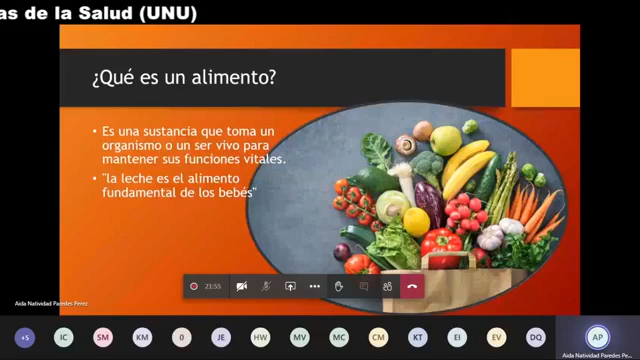 as de la Salud (UNU)
¿Qué es un alimento?
• Es una sustancia que toma un
organismo o un ser vivo para
mantener sus funciones vitales.
• "la leche es el alimento
fundamental de los bebés"
21:55
Aida Natividad Paredes Perez
+5 IC SM KM 0 JE HW MV MC CM KT EI EV DQ AP
Aida Natividad Paredes P...